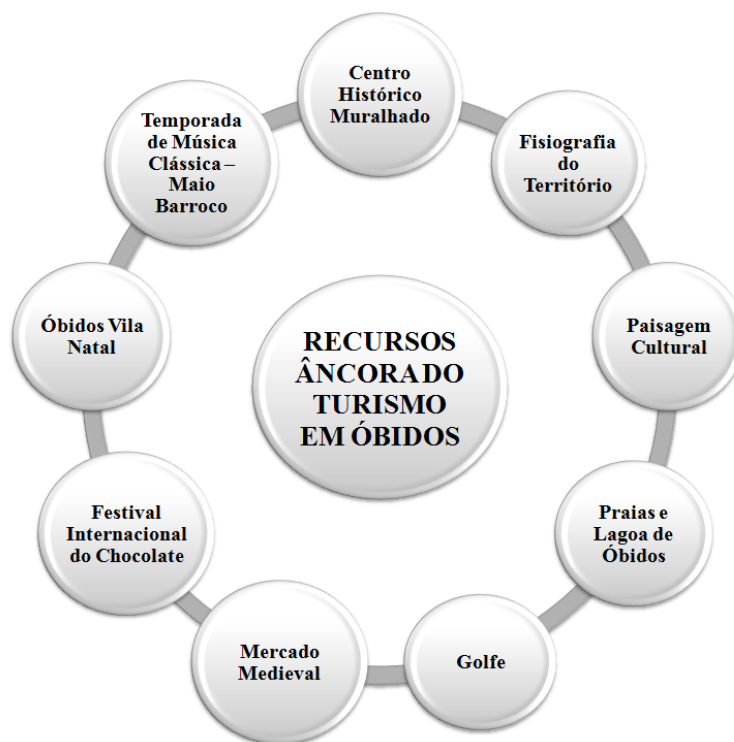 Centro
Histórico
Muralhado
Fisiografia
do
Território
Paisagem
Cultural
Praias e
Lagoa de
Óbidos
Golfe
Mercado
Medieval
Festival
Internacional
do Chocolate
Óbidos Vila
Natal
Temporada
de Música
Clássica –
Maio
Barroco
RECURSOS
ÂNCORA DO
TURISMO
EM ÓBIDOS